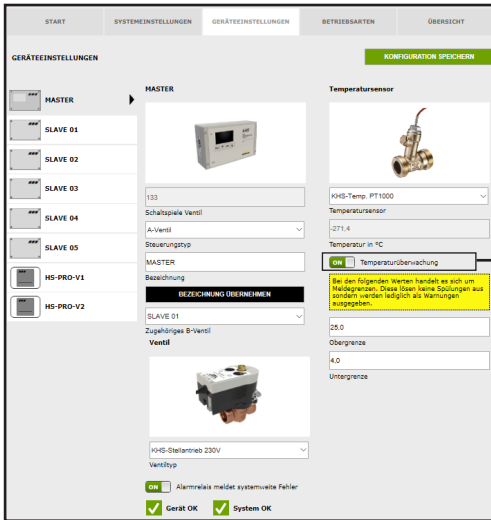 START SYSTEMEINSTELLUNGEN GERÄTEEINSTELLUNGEN BETRIEBSARTEN ÜBERSICHT
GERÄTEEINSTELLUNGEN
KONFIGURATION SPEICHERN
MASTER
SLAVE 01
SLAVE 02
SLAVE 03
SLAVE 04
SLAVE 05
HS-PRO-V1
HS-PRO-V2
MASTER
133
Schaltspiele Ventil
A-Ventil
Steuerungstyp
MASTER
Bezeichnung
BEZEICHNUNG ÜBERNEHMEN
SLAVE 01
Zugehöriges B-Ventil
Ventil
KHS-Stellantrieb 230V
Ventiltyp
ON Alarmrelais meldet systemweite Fehler
Gerät OK System OK
Temperatursensor
KHS-Temp. PT1000
Temperatursensor
-271,4
Temperatur in °C
ON Temperaturüberwachung
Bei den folgenden Werten handelt es sich um
Meldegrenzen. Diese lösen keine Spülungen aus
sondern werden lediglich als Warnungen
ausgegeben.
25,0
Obergrenze
4,0
Untergrenze